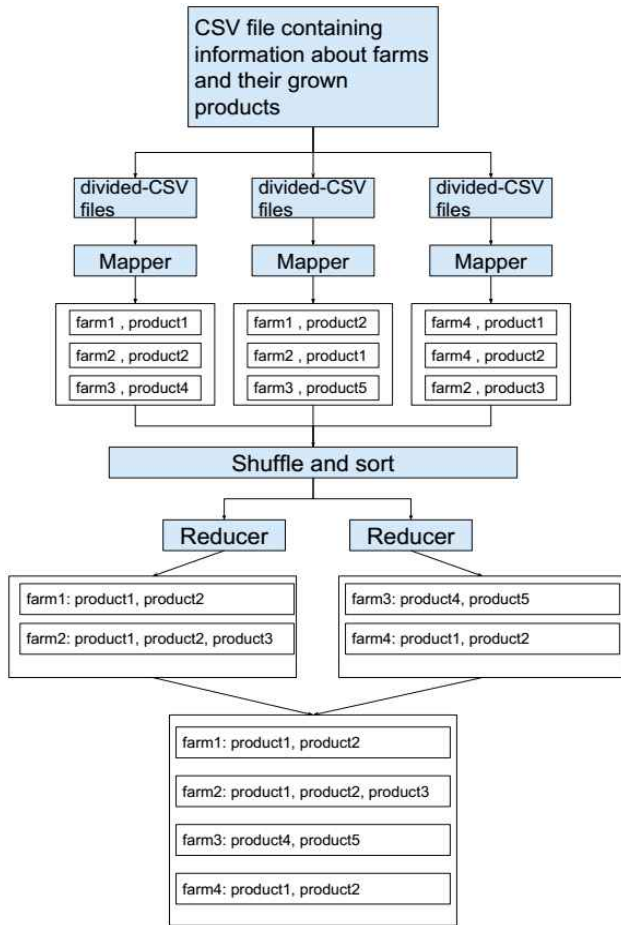 CSV file containing
information about farms
and their grown
products
divided-CSV
files
divided-CSV
files
divided-CSV
files
Mapper
Mapper
Mapper
farm1 , product1
farm2 , product2
farm3 , product4
farm1 , product2
farm2 , product1
farm3 , product5
farm4 , product1
farm4 , product2
farm2 , product3
Shuffle and sort
Reducer
Reducer
farm1: product1, product2
farm2: product1, product2, product3
farm3: product4, product5
farm4: product1, product2
farm1: product1, product2
farm2: product1, product2, product3
farm3: product4, product5
farm4: product1, product2